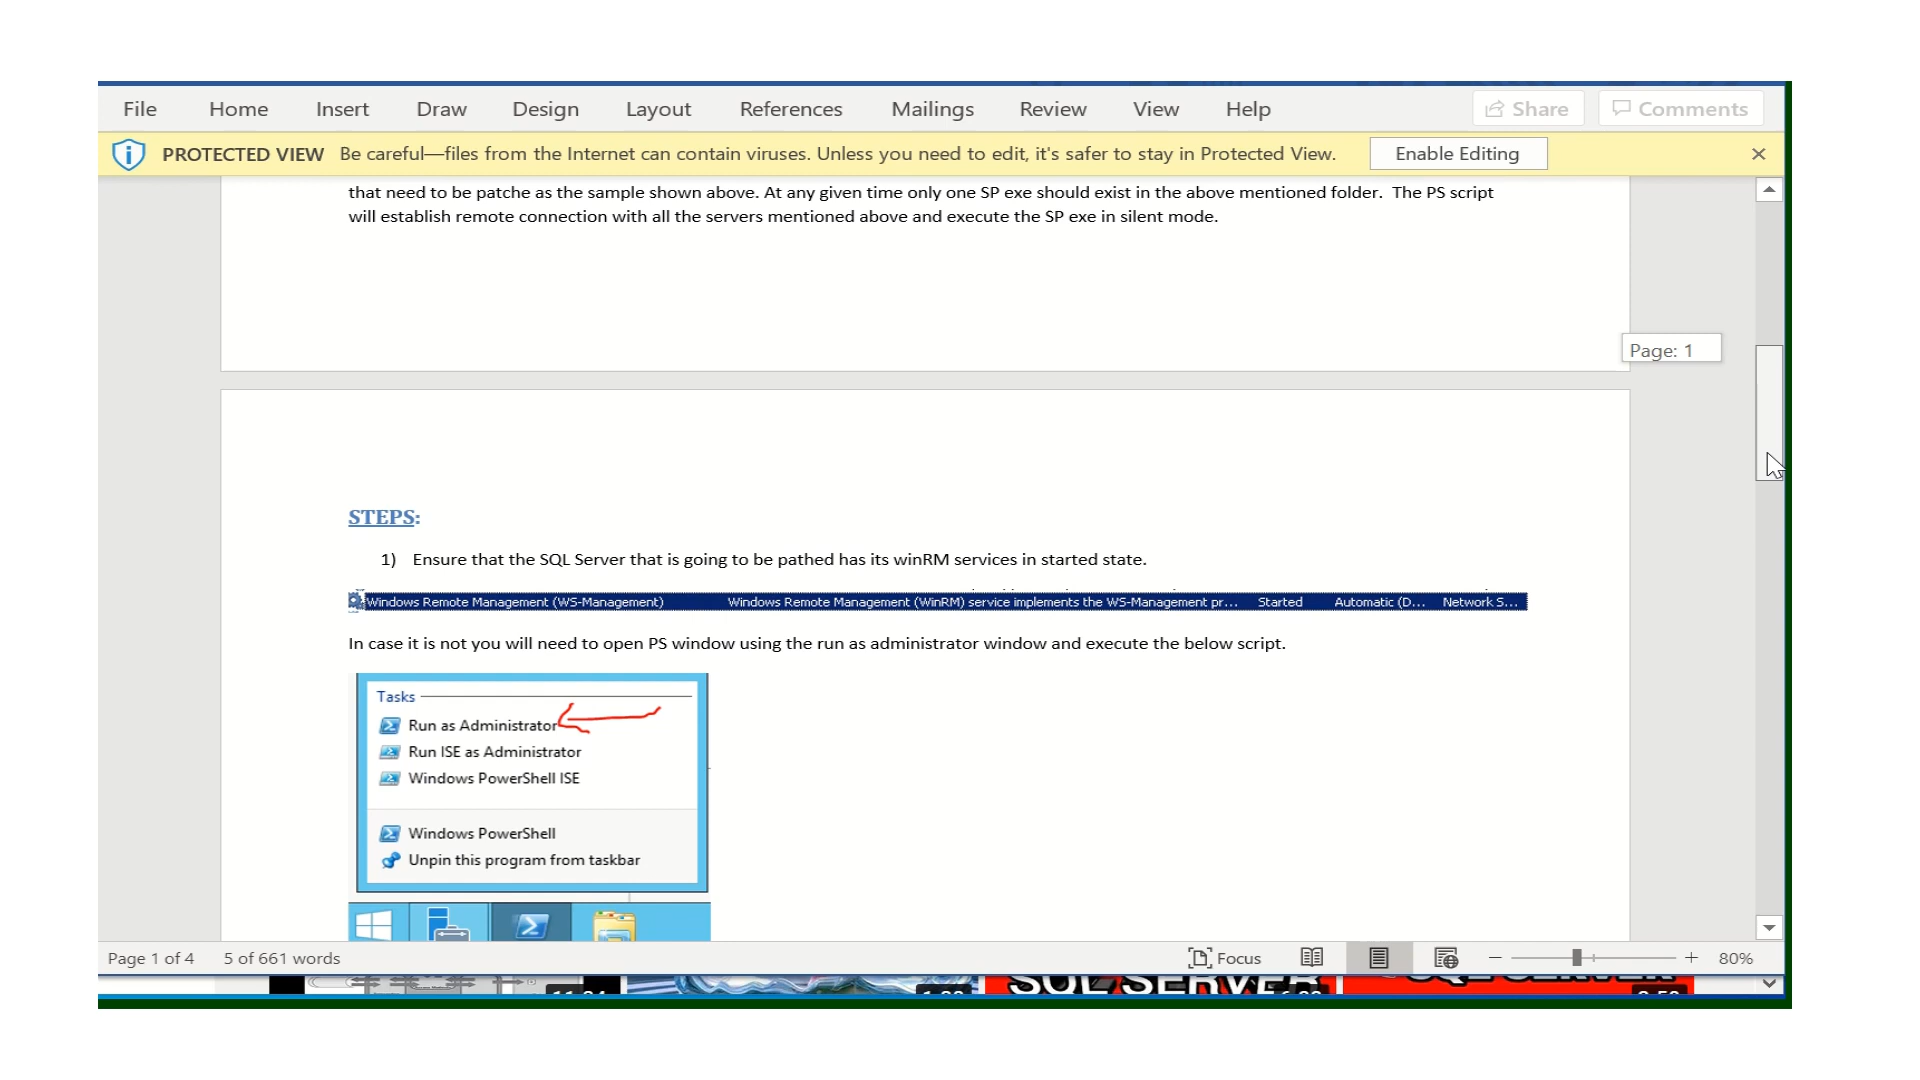 File Home Insert Draw Design Layout References Mailings Review View Help Share Comments
PROTECTED VIEW Be careful—files from the Internet can contain viruses. Unless you need to edit, it's safer to stay in Protected View. Enable Editing
that need to be patche as the sample shown above. At any given time only one SP exe should exist in the above mentioned folder. The PS script
will establish remote connection with all the servers mentioned above and execute the SP exe in silent mode.
Page: 1
STEPS:
1) Ensure that the SQL Server that is going to be pathed has its winRM services in started state.
Windows Remote Management (WS-Management) Windows Remote Management (WinRM) service implements the WS-Management pr... Started Automatic (D... Network S...
In case it is not you will need to open PS window using the run as administrator window and execute the below script.
Tasks
Run as Administrator
Run ISE as Administrator
Windows PowerShell ISE
Windows PowerShell
Unpin this program from taskbar
Page 1 of 4 5 of 661 words Focus 80%
SQL SERVER SQL SERVER